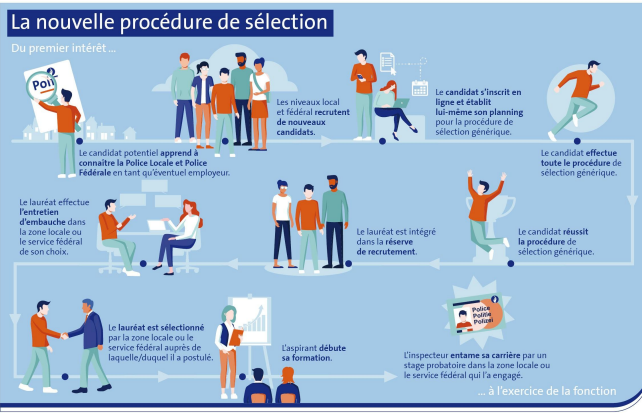 La nouvelle procédure de sélection
Du premier intérêt ...
Poli
Le candidat potentiel apprend à
connaître la Police Locale et Police
Fédérale en tant qu'éventuel employeur.
Les niveaux local
et fédéral recrutent
de nouveaux
candidats.
Le candidat s'inscrit en
ligne et établit
lui-même son planning
pour la procédure de
sélection générique.
Le candidat effectue
toute le procédure de
sélection générique.
Le lauréat effectue
l'entretien
d'embauche dans
la zone locale ou
le service fédéral
de son choix.
Le lauréat est intégré
dans la réserve
de recrutement.
Le candidat réussit
la procédure de
sélection générique.
Le lauréat est sélectionné
par la zone locale ou le
service fédéral auprès de
laquelle/duquel il a postulé.
L'aspirant débute
sa formation.
Police
Politie
Polizei
L'inspecteur entame sa carrière par un
stage probatoire dans la zone locale ou
le service fédéral qui l'a engagé.
... à l'exercice de la fonction